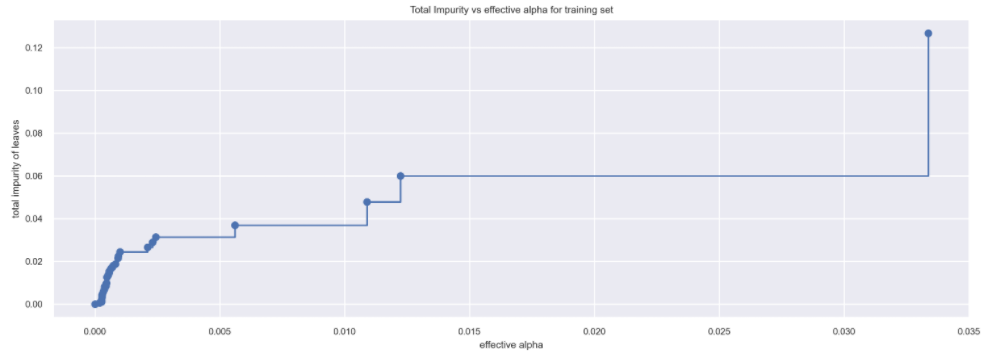 Total Impurity vs effective alpha for training set
0.12
0.10
0.08
0.06
0.04
0.02
0.00
total impurity of leaves
0.000 0.005 0.010 0.015 0.020 0.025 0.030 0.035
effective alpha